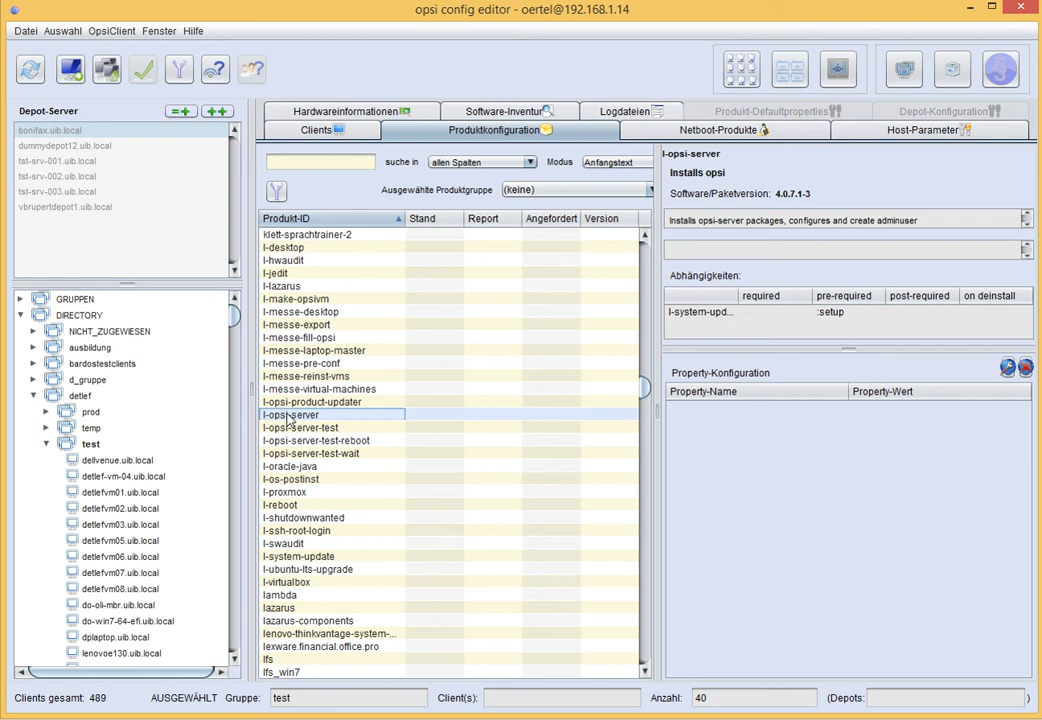 opsi config editor - oertel@192.168.1.14
Datei Auswahl OpsiClient Fenster Hilfe
Depot-Server
bonifax.uib.local
dummydepot12.uib.local
tst-srv-001.uib.local
tst-srv-002.uib.local
tst-srv-003.uib.local
vbrupertdepot1.uib.local
GRUPPEN
DIRECTORY
NICHT_ZUGEWIESEN
ausbildung
bardostestclients
d_gruppe
detlef
prod
temp
test
dellvenue.uib.local
detlef-vm-04.uib.local
detlefvm01.uib.local
detlefvm02.uib.local
detlefvm03.uib.local
detlefvm05.uib.local
detlefvm06.uib.local
detlefvm07.uib.local
detlefvm08.uib.local
do-oli-mbr.uib.local
do-win7-64-efi.uib.local
dplaptop.uib.local
lenovoe130.uib.local
Hardwareinformationen Software-Inventur Logdateien Produkt-Defaultproperties Depot-Konfiguration
Clients Produktkonfiguration Netboot-Produkte Host-Parameter
suche in allen Spalten Modus Anfangstext
Ausgewählte Produktgruppe (keine)
Produkt-ID Stand Report Angefordert Version
klett-sprachtrainer-2
l-desktop
l-hwaudit
l-jedit
l-lazarus
l-make-opsivm
l-messe-desktop
l-messe-export
l-messe-fill-opsi
l-messe-laptop-master
l-messe-pre-conf
l-messe-reinst-vms
l-messe-virtual-machines
l-opsi-product-updater
l-opsi-server
l-opsi-server-test
l-opsi-server-test-reboot
l-opsi-server-test-wait
l-oracle-java
l-os-postinst
l-proxmox
l-reboot
l-shutdownwanted
l-ssh-root-login
l-swaudit
l-system-update
l-ubuntu-lts-upgrade
l-virtualbox
lambda
lazarus
lazarus-components
lenovo-thinkvantage-system-...
lexware.financial.office.pro
lfs
lfs_win7
l-opsi-server
Installs opsi
Software/Paketversion: 4.0.7.1-3
Installs opsi-server packages, configures and create adminuser
Abhängigkeiten:
required pre-required post-required on deinstall
l-system-upd... :setup
Property-Konfiguration
Property-Name Property-Wert
Clients gesamt: 489 AUSGEWÄHLT Gruppe: test Client(s): Anzahl: 40 (Depots: )